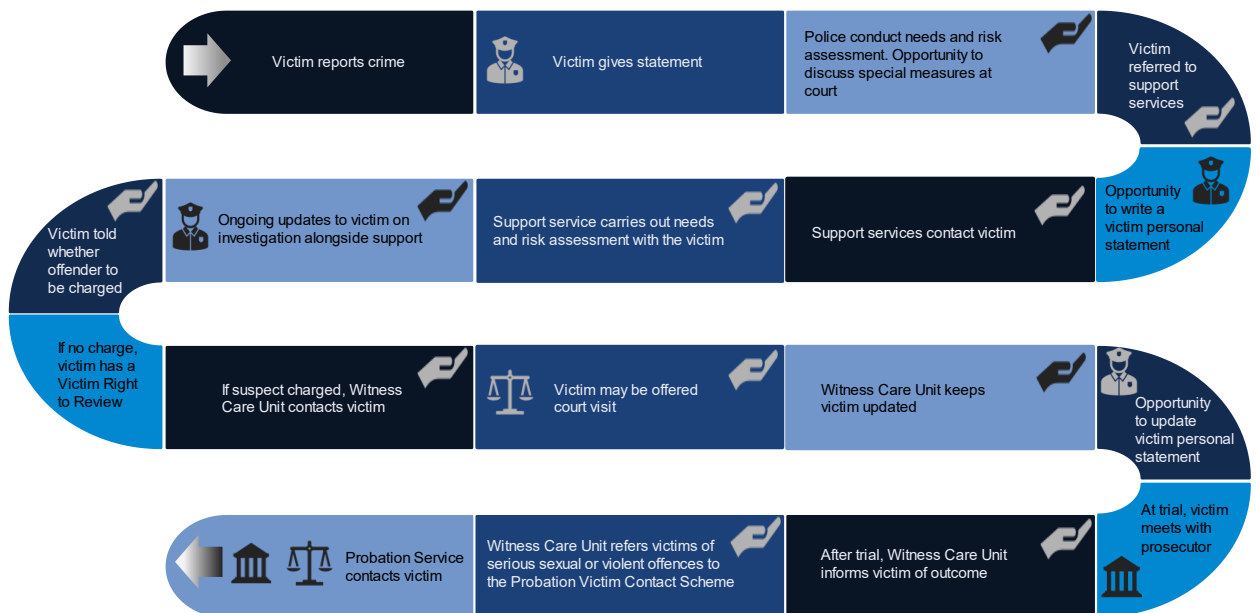 Victim reports crime
Victim gives statement
Police conduct needs and risk
assessment. Opportunity to
discuss special measures at
court
Victim
referred to
support
services
Opportunity
to write a
victim personal
statement
Support services contact victim
Support service carries out needs
and risk assessment with the victim
Ongoing updates to victim on
investigation alongside support
Victim told
whether
offender to
be charged
If no charge,
victim has a
Victim Right
to Review
If suspect charged, Witness
Care Unit contacts victim
Victim may be offered
court visit
Witness Care Unit keeps
victim updated
Opportunity
to update
victim personal
statement
At trial, victim
meets with
prosecutor
After trial, Witness Care Unit
informs victim of outcome
Witness Care Unit refers victims of
serious sexual or violent offences to
the Probation Victim Contact Scheme
Probation Service
contacts victim